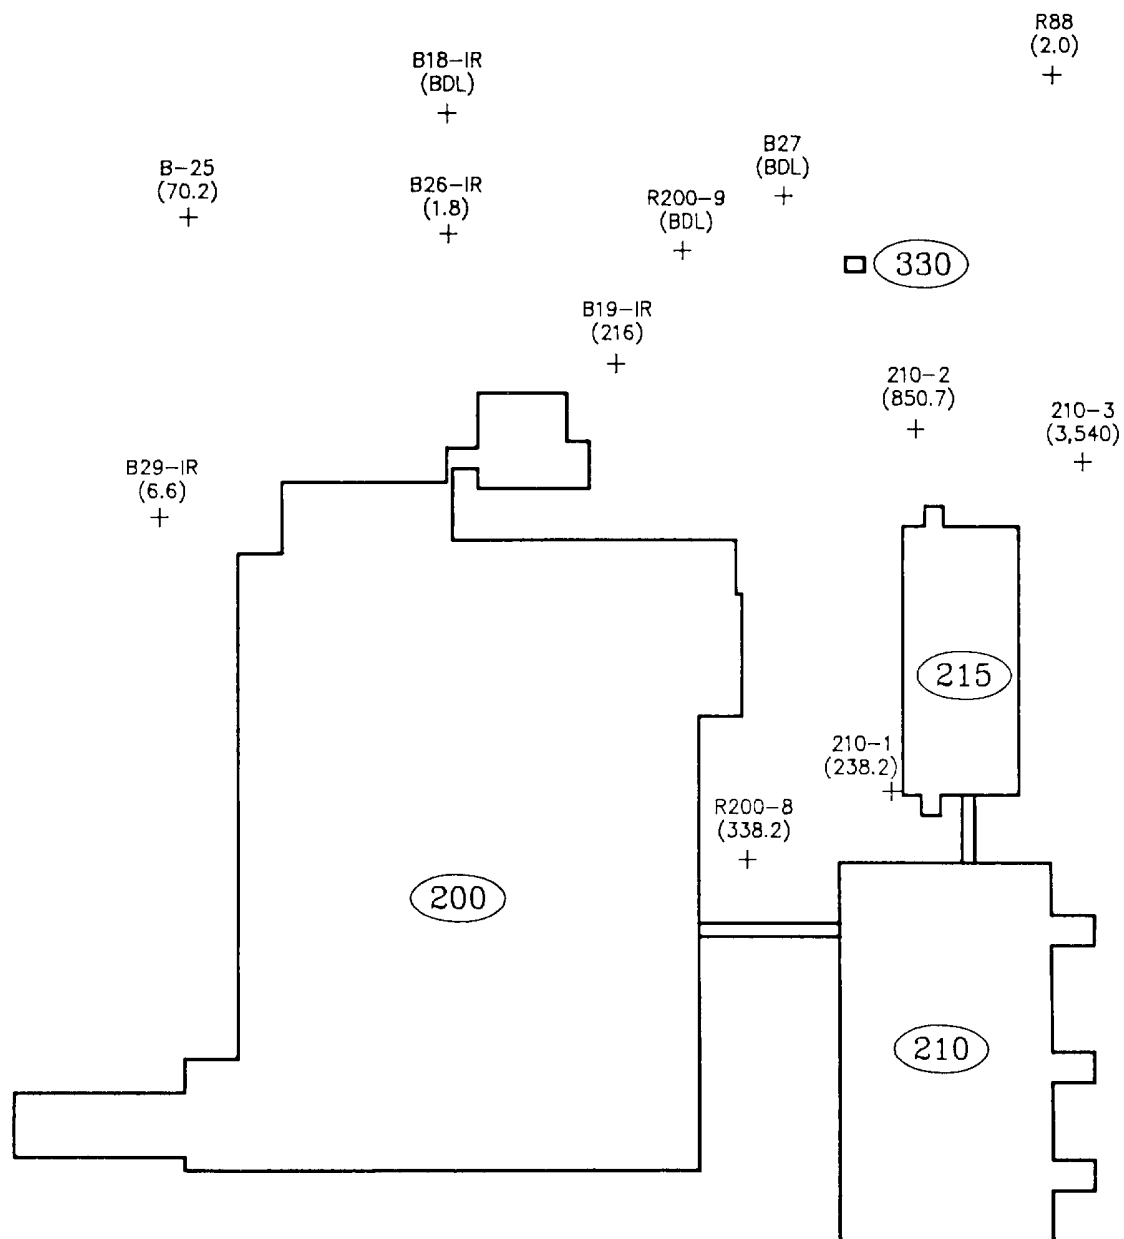 R88
(2.0)
B18-IR
(BDL)
B27
(BDL)
B-25
(70.2)
B26-IR
(1.8)
R200-9
(BDL)
330
B19-IR
(216)
210-2
(850.7)
210-3
(3,540)
B29-IR
(6.6)
215
210-1
(238.2)
R200-8
(338.2)
200
210